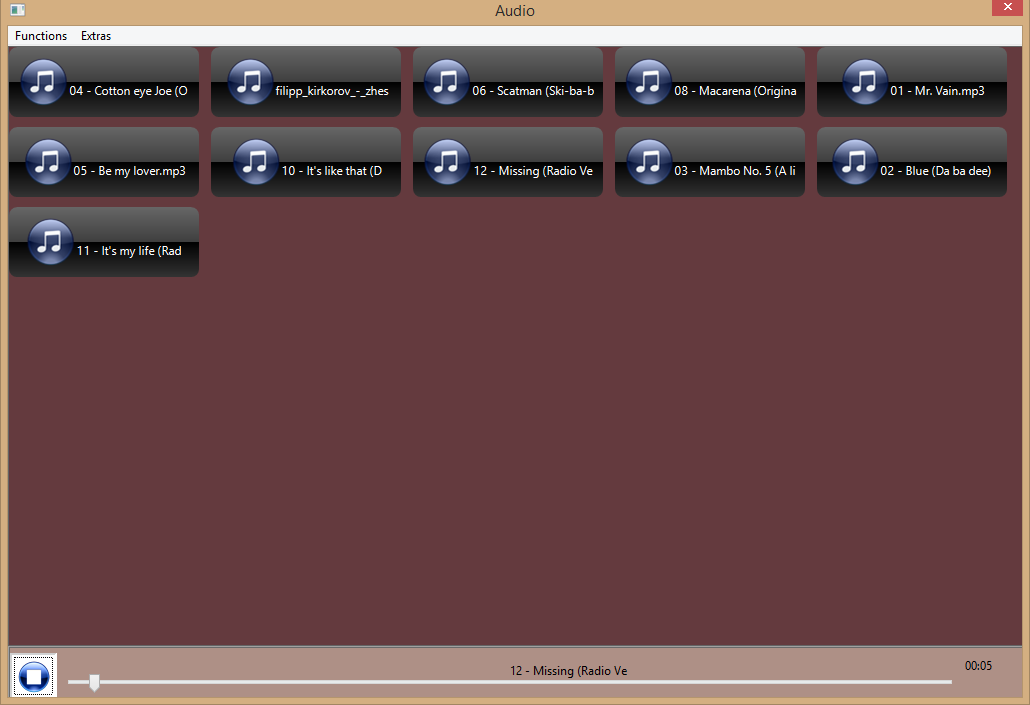 Audio
Functions Extras
04 - Cotton eye Joe (O
filipp_kirkorov_-_zhes
06 - Scatman (Ski-ba-b
08 - Macarena (Origina
01 - Mr. Vain.mp3
05 - Be my lover.mp3
10 - It's like that (D
12 - Missing (Radio Ve
03 - Mambo No. 5 (A li
02 - Blue (Da ba dee)
11 - It's my life (Rad
12 - Missing (Radio Ve
00:05